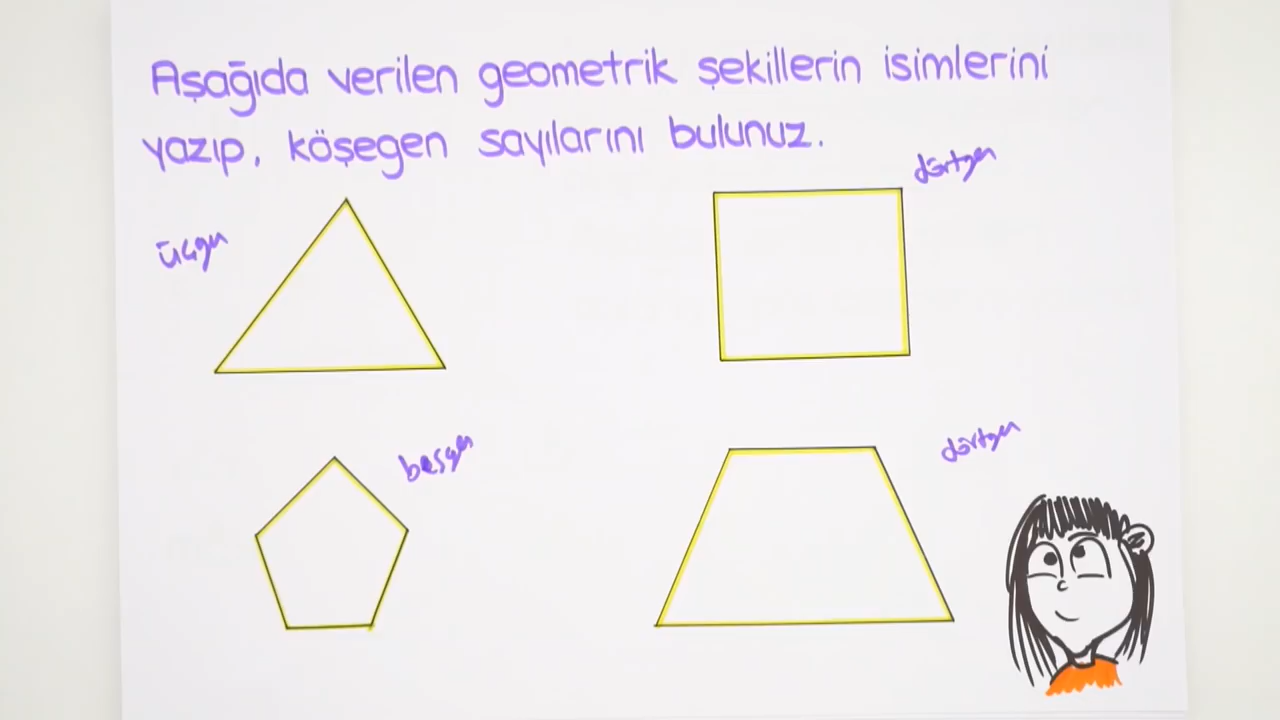 Aşağıda verilen geometrik şekillerin isimlerini
yazıp, köşegen sayılarını bulunuz.
dörtgen
üçgen
beşgen
dörtgen